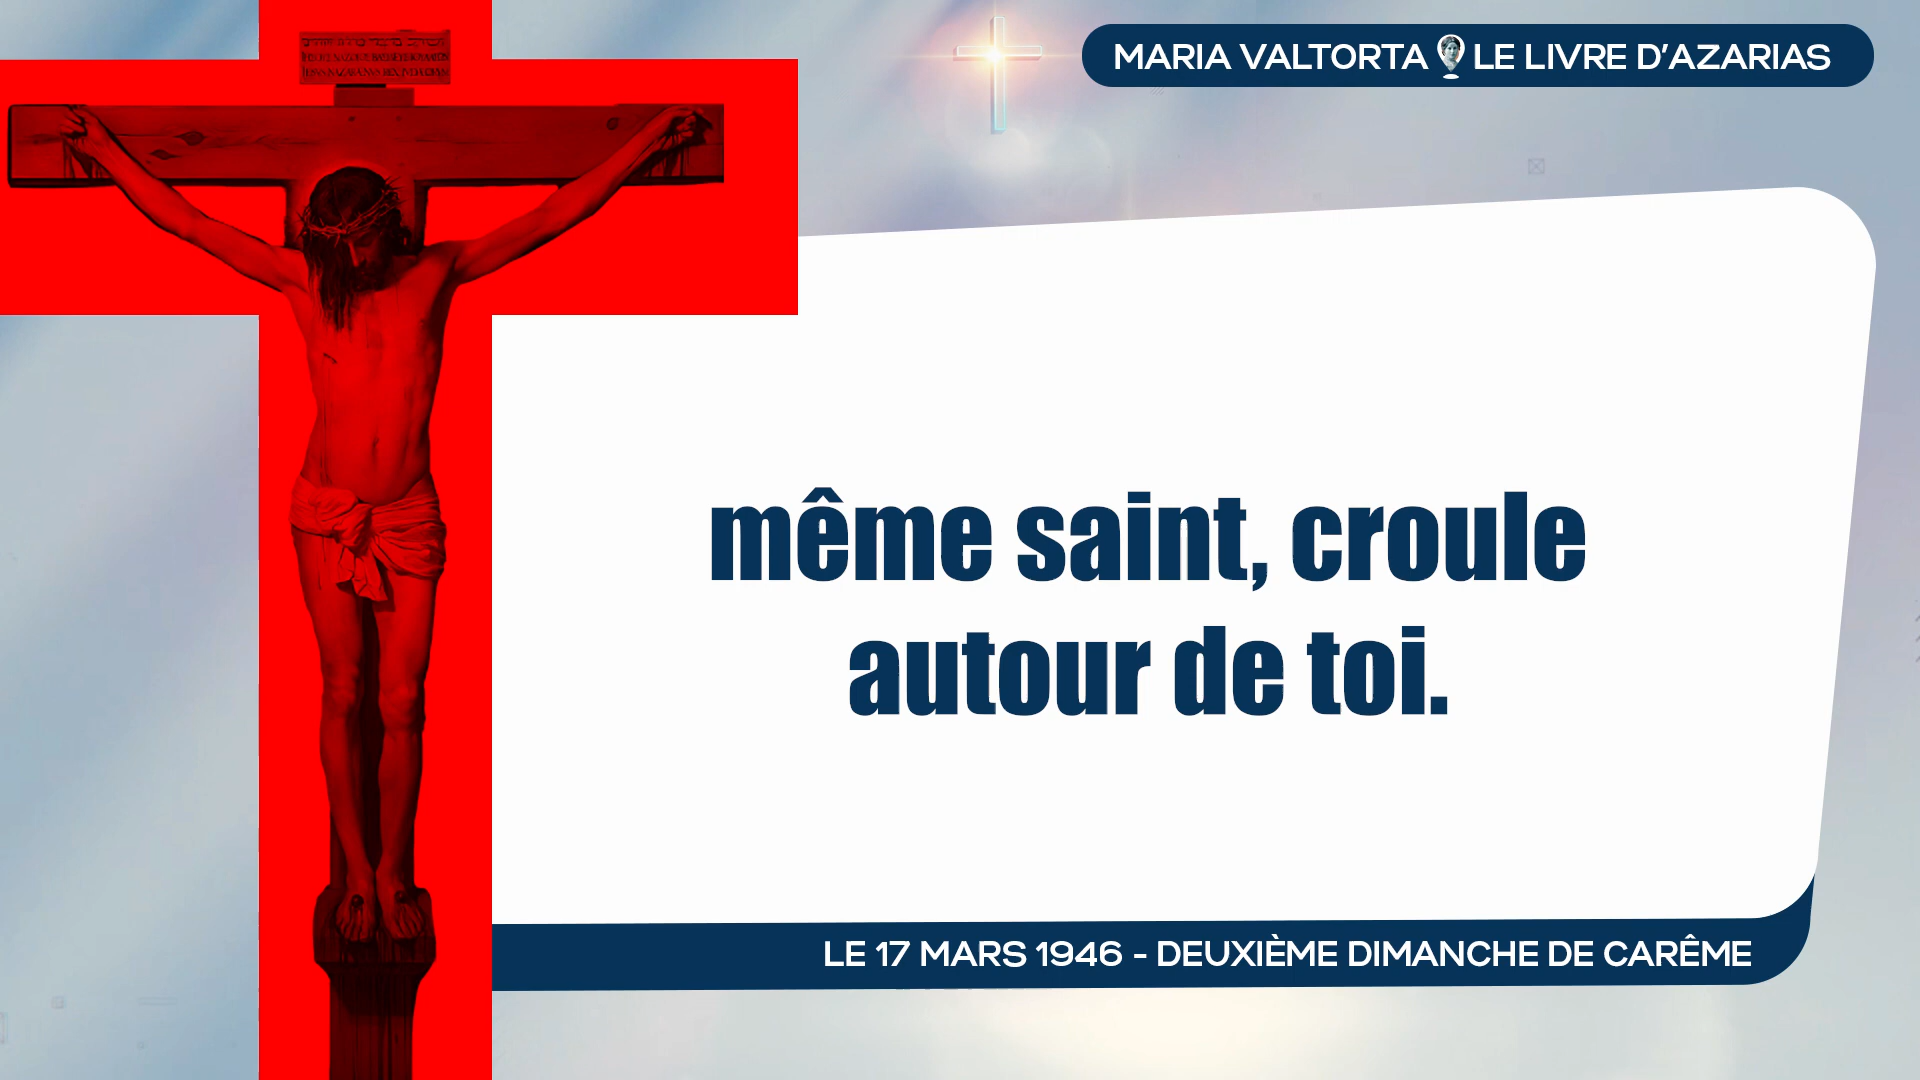 MARIA VALTORTA LE LIVRE D'AZARIAS
même saint, croule
autour de toi.
LE 17 MARS 1946 - DEUXIÈME DIMANCHE DE CARÊME